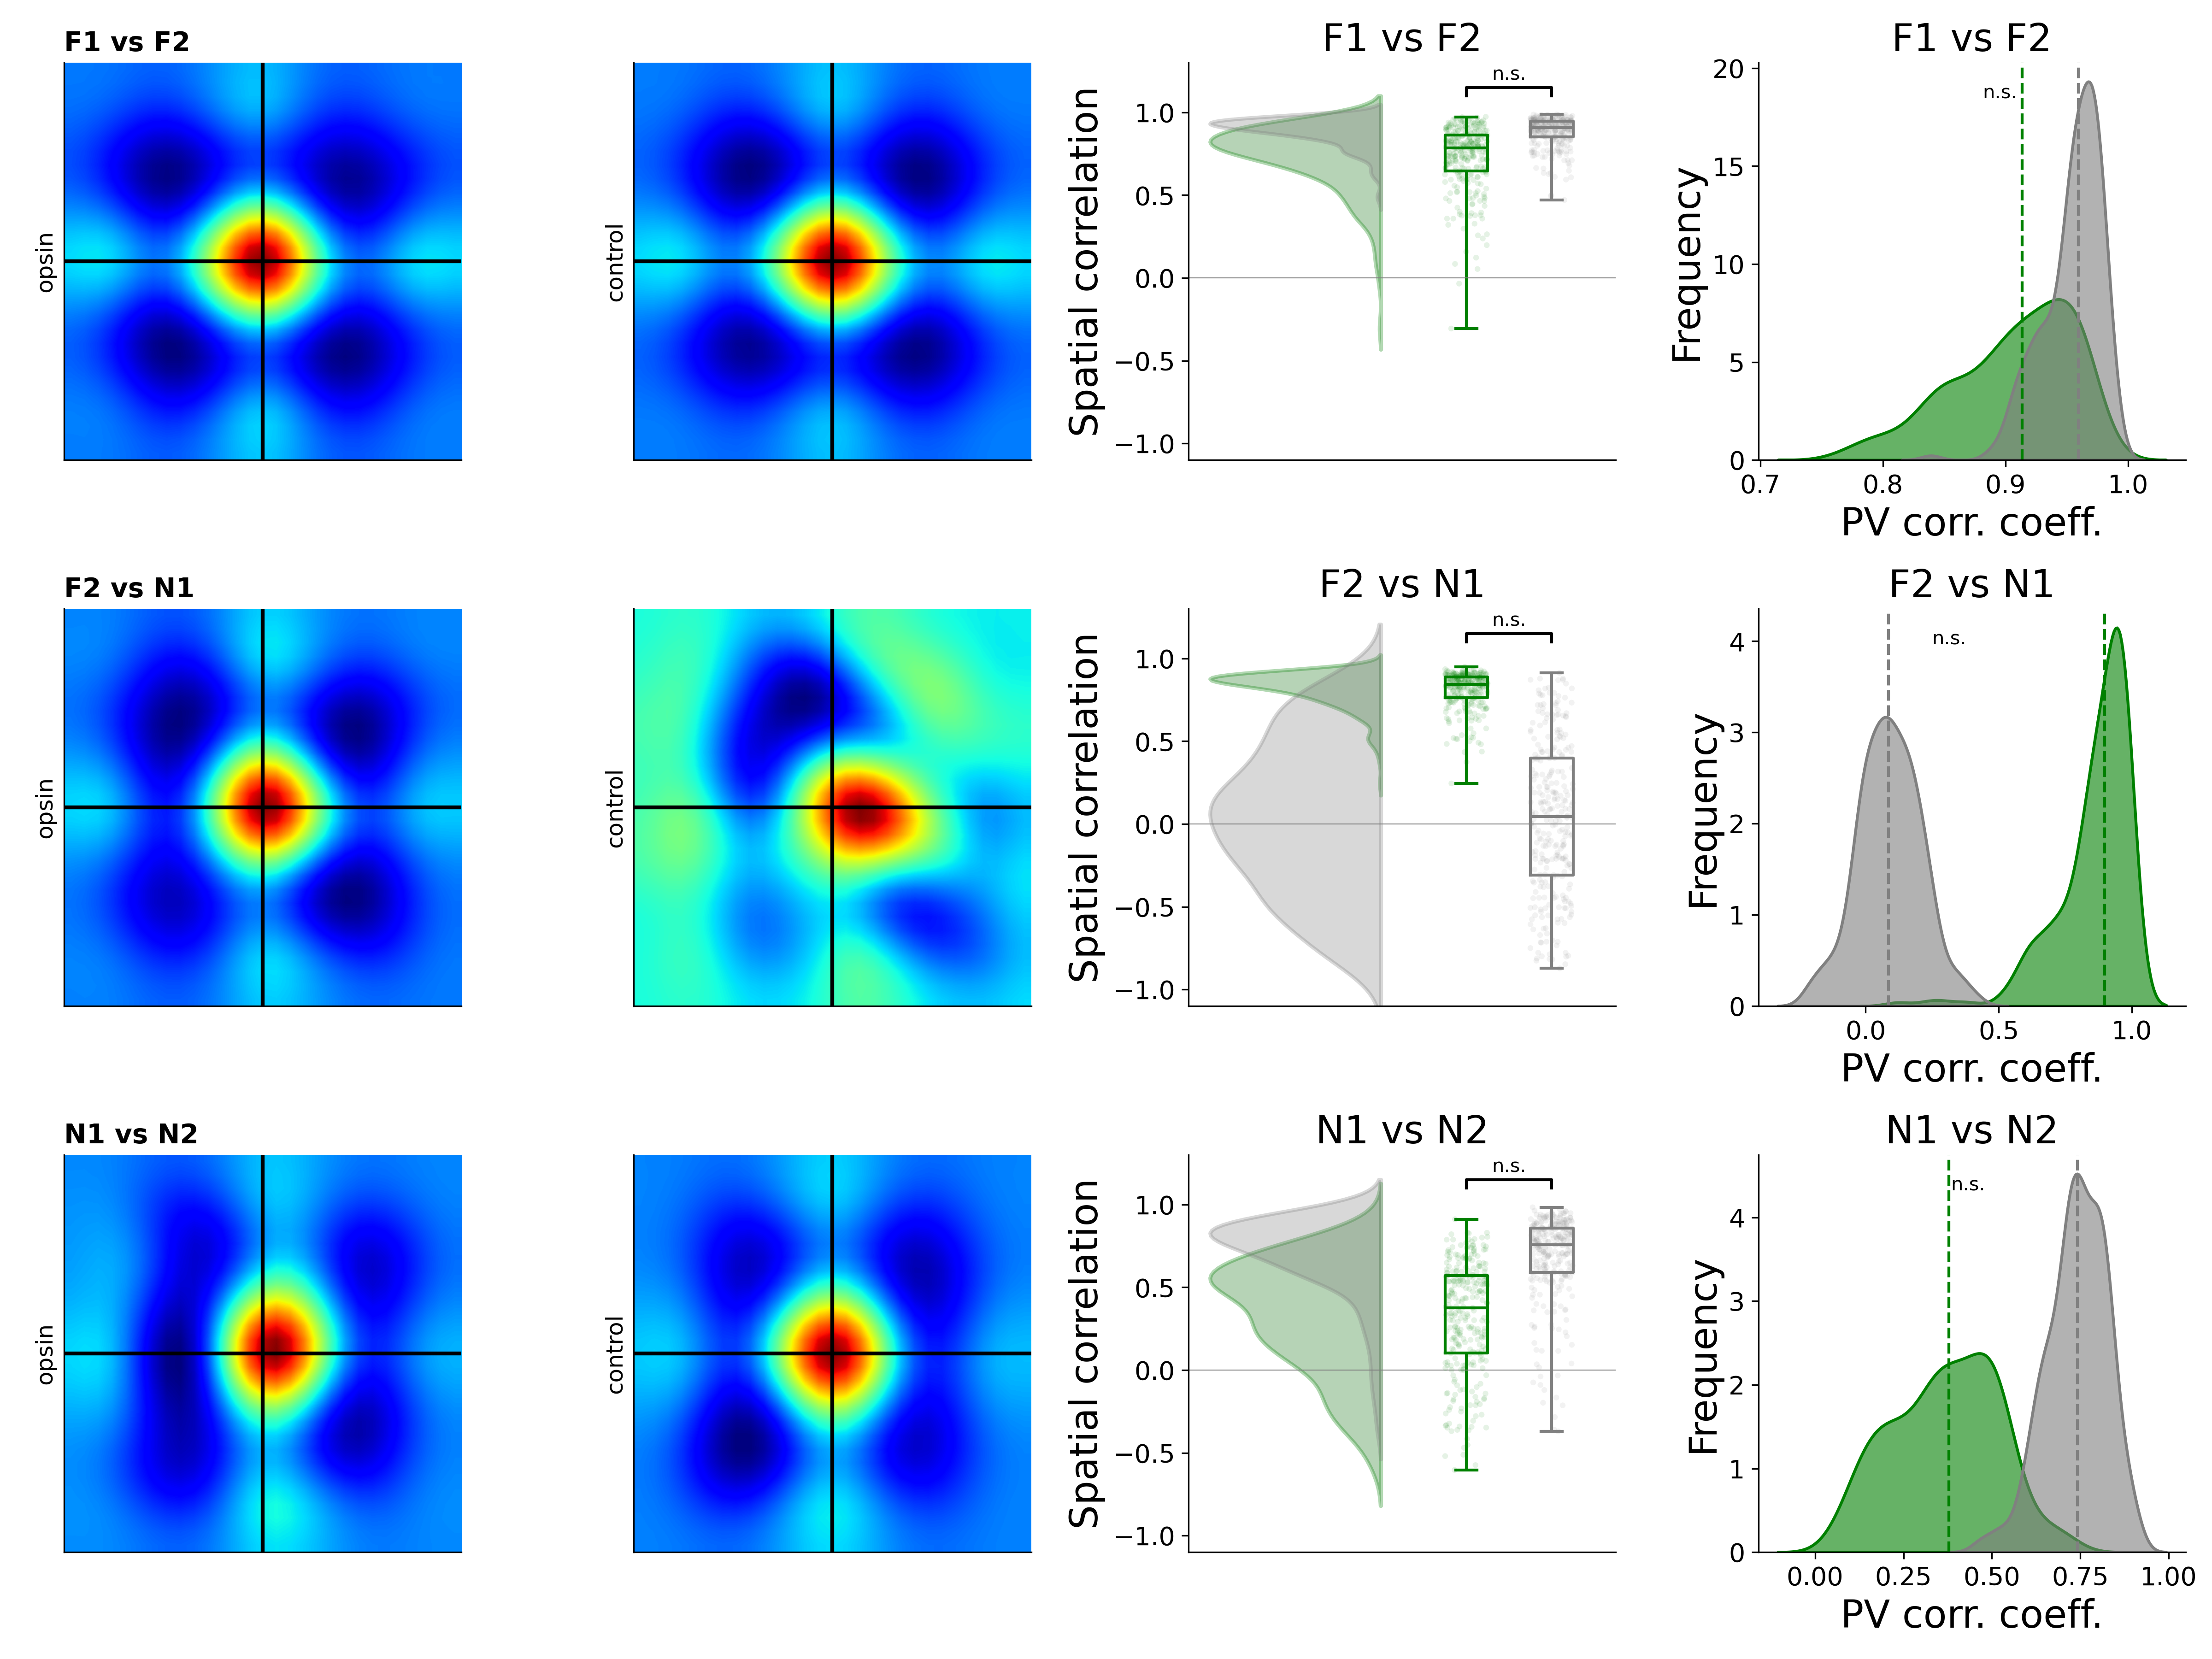 F1 vs F2
opsin
control
F1 vs F2
n.s.
Spatial correlation
1.0
0.5
0.0
−0.5
−1.0
F1 vs F2
n.s.
Frequency
20
15
10
5
0
0.7 0.8 0.9 1.0
PV corr. coeff.
F2 vs N1
opsin
control
F2 vs N1
n.s.
Spatial correlation
1.0
0.5
0.0
−0.5
−1.0
F2 vs N1
n.s.
Frequency
4
3
2
1
0
0.0 0.5 1.0
PV corr. coeff.
N1 vs N2
opsin
control
N1 vs N2
n.s.
Spatial correlation
1.0
0.5
0.0
−0.5
−1.0
N1 vs N2
n.s.
Frequency
4
3
2
1
0
0.00 0.25 0.50 0.75 1.00
PV corr. coeff.